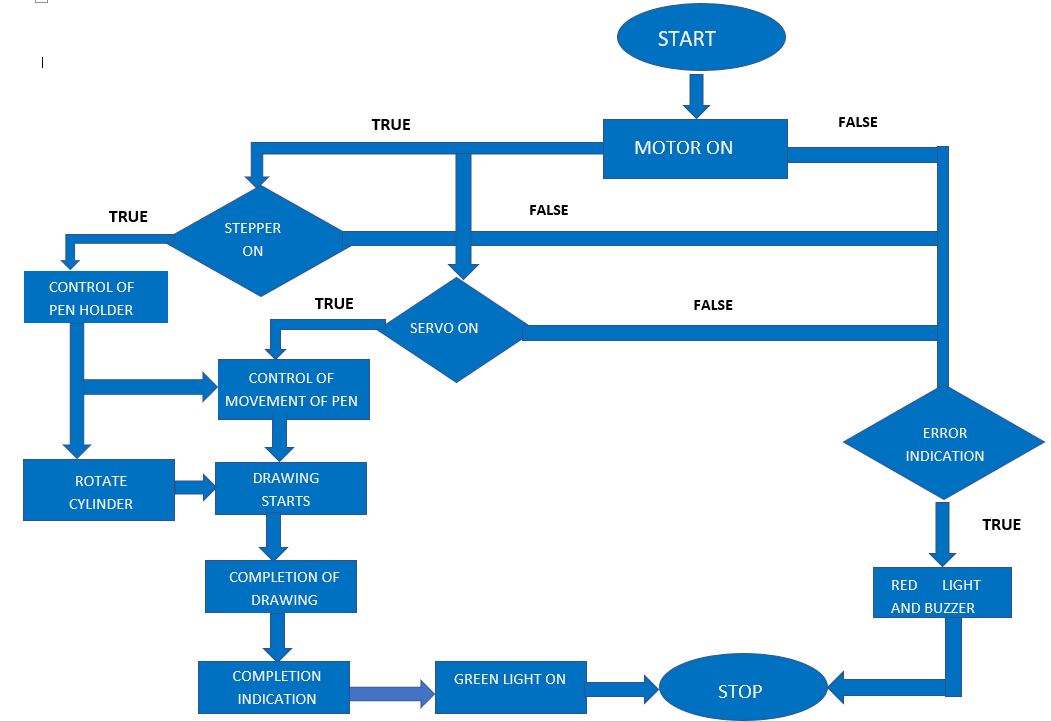 START
TRUE
FALSE
MOTOR ON
TRUE
FALSE
STEPPER
ON
CONTROL OF
PEN HOLDER
TRUE
FALSE
SERVO ON
CONTROL OF
MOVEMENT OF PEN
ERROR
INDICATION
ROTATE
CYLINDER
DRAWING
STARTS
TRUE
COMPLETION OF
DRAWING
RED LIGHT
AND BUZZER
COMPLETION
INDICATION
GREEN LIGHT ON
STOP